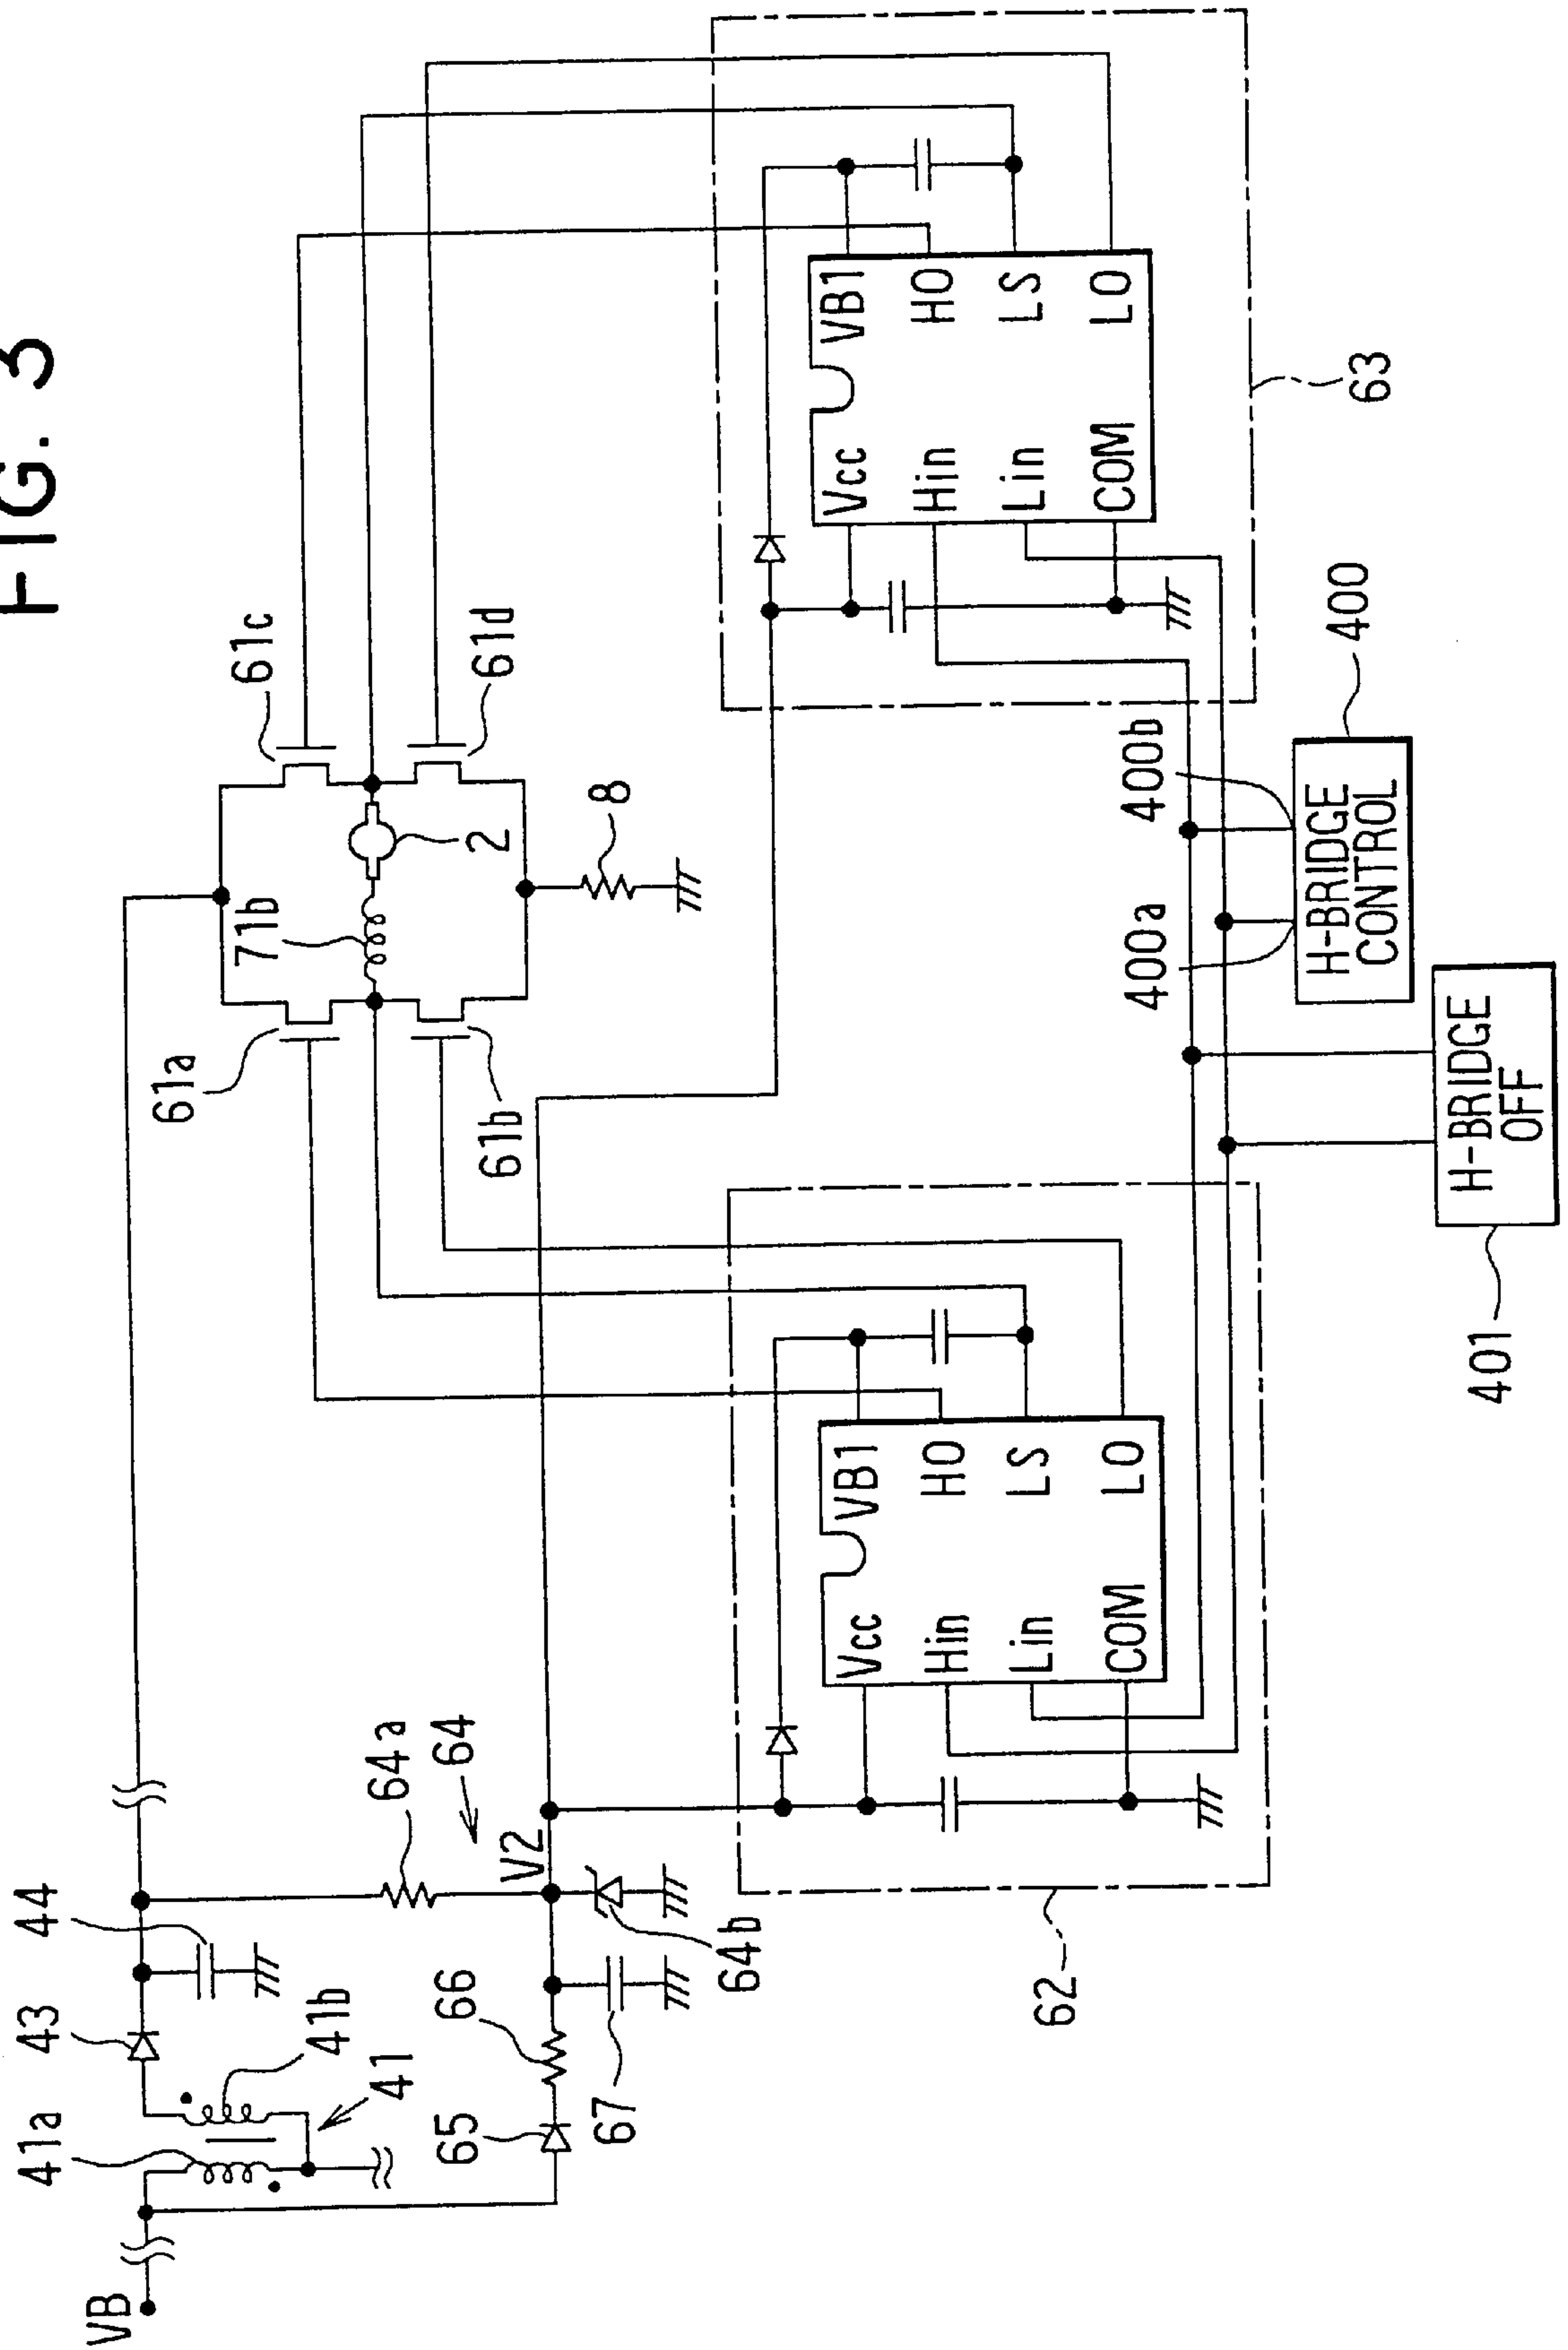 FIG. 3
VB
41a
41b
41
43
44
65
66
67
64a
64
64b
V2
61a
61b
61c
61d
71b
2
8
62
Vcc
Hin
Lin
COM
VB1
HO
LS
LO
63
Vcc
Hin
Lin
COM
VB1
HO
LS
LO
400a
400b
400
H-BRIDGE
CONTROL
401
H-BRIDGE
OFF